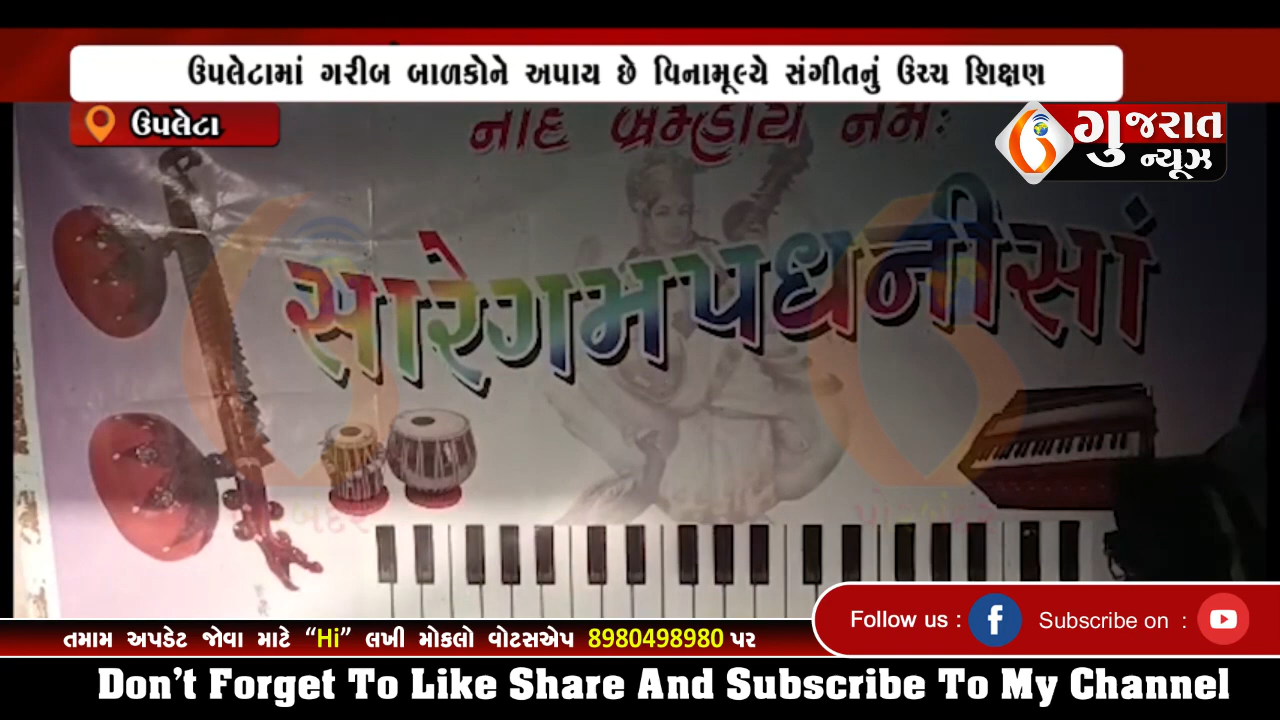 ઉપલેટામાં ગરીબ બાળકોને અપાય છે વિનામૂલ્યે સંગીતનું ઉચ્ચ શિક્ષણ
ઉપલેટા
ગુજરાત
ન્યૂઝ
નાદ બ્રમ્હાય નમઃ
સારેગમપધનીસાં
Follow us :
Subscribe on :
તમામ અપડેટ જોવા માટે “Hi” લખી મોકલો વોટસએપ 8980498980 પર
Don’t Forget To Like Share And Subscribe To My Channel